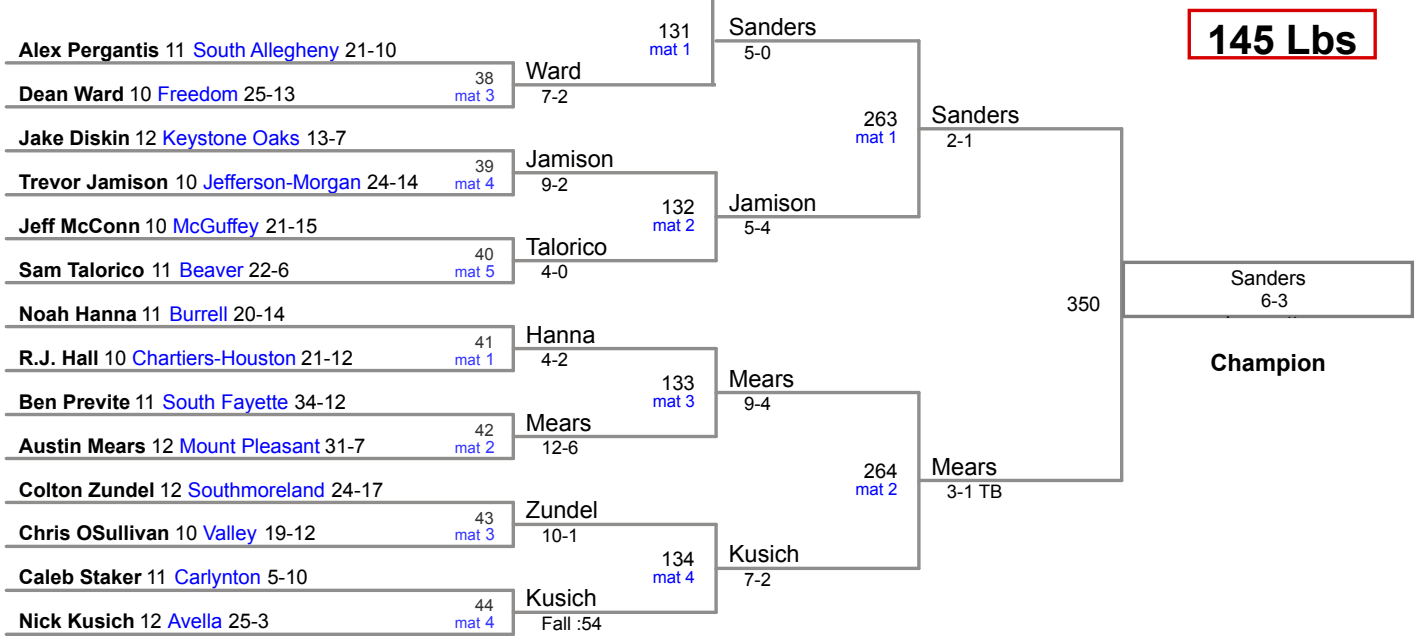 145 Lbs
Alex Pergantis 11 South Allegheny 21-10
38
mat 3
Dean Ward 10 Freedom 25-13
Jake Diskin 12 Keystone Oaks 13-7
39
mat 4
Trevor Jamison 10 Jefferson-Morgan 24-14
Jeff McConn 10 McGuffey 21-15
40
mat 5
Sam Talorico 11 Beaver 22-6
Noah Hanna 11 Burrell 20-14
41
mat 1
R.J. Hall 10 Chartiers-Houston 21-12
Ben Previte 11 South Fayette 34-12
42
mat 2
Austin Mears 12 Mount Pleasant 31-7
Colton Zundel 12 Southmoreland 24-17
43
mat 3
Chris OSullivan 10 Valley 19-12
Caleb Staker 11 Carlynton 5-10
44
mat 4
Nick Kusich 12 Avella 25-3
Ward
7-2
Jamison
9-2
Talorico
4-0
Hanna
4-2
Mears
12-6
Zundel
10-1
Kusich
Fall :54
131
mat 1
132
mat 2
133
mat 3
134
mat 4
Sanders
5-0
Jamison
5-4
Mears
9-4
Kusich
7-2
263
mat 1
264
mat 2
Sanders
2-1
Mears
3-1 TB
350
Sanders
6-3
Champion